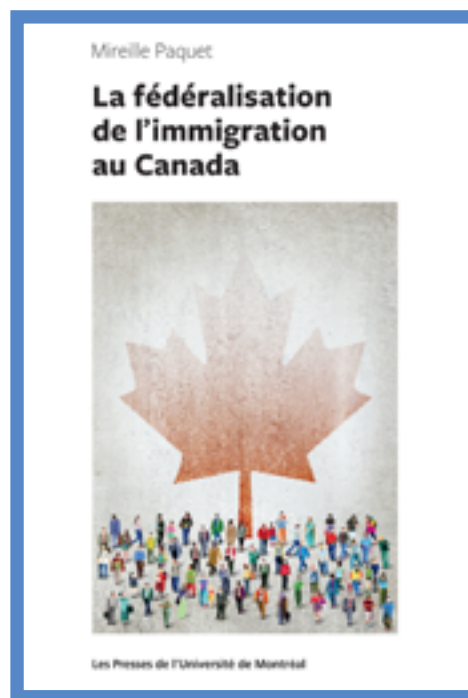 Mireille Paquet
La fédéralisation
de l'immigration
au Canada
Les Presses de l'Université de Montréal